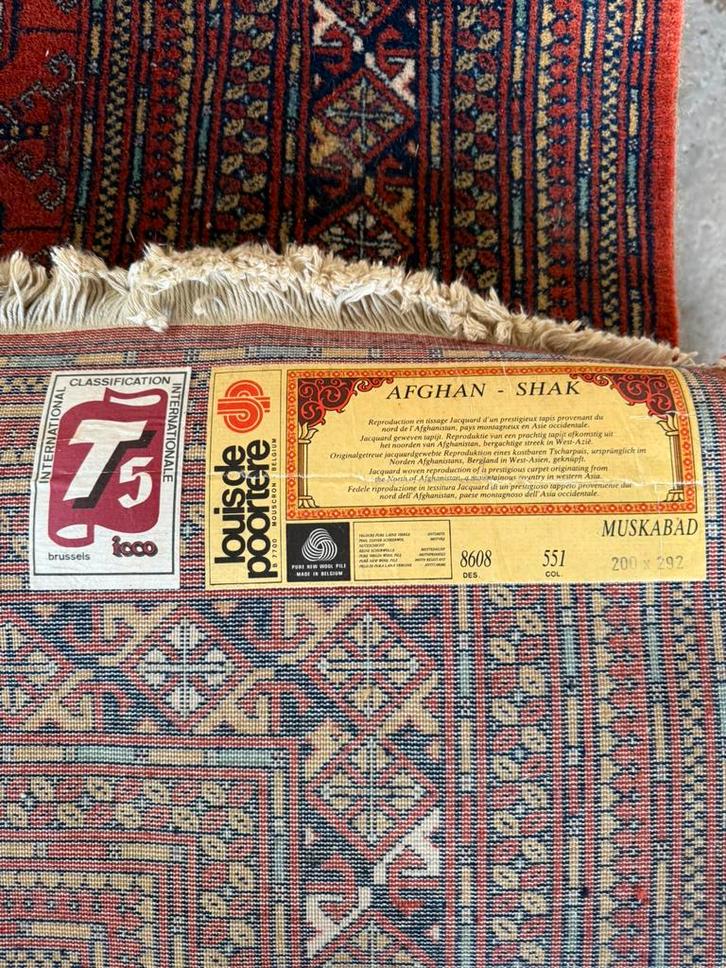 INTERNATIONAL
CLASSIFICATION
INTERNATIONALE
T5
brussels
icco
louis de
poortere
B 7700 MOUSCRON - BELGIUM
AFGHAN - SHAK
Reproduction en tissage Jacquard d'un prestigieux tapis provenant du
nord de l'Afghanistan, pays montagneux en Asie occidentale.
Jacquard geweven tapijt. Reproduktie van een prachtig tapijt afkomstig uit
het noorden van Afghanistan, bergachtige streek in West-Azië.
Originalgetreue jacquardgewebte Reproduktion eines kostbaren Tscharpuis, ursprünglich im
Norden Afghanistans, Bergland in West-Asien, geknüpft.
Jacquard woven reproduction of a prestigious carpet originating from
the North of Afghanistan, a mountainous country in western Asia.
Fedele riproduzione in tessitura Jacquard di un prestigioso tappeto proveniente dal
nord dell'Afghanistan, paese montagnoso dell'Asia occidentale.
MUSKABAD
PURE NEW WOOL PILE
MADE IN BELGIUM
8608
DES.
551
COL.
200 x 292